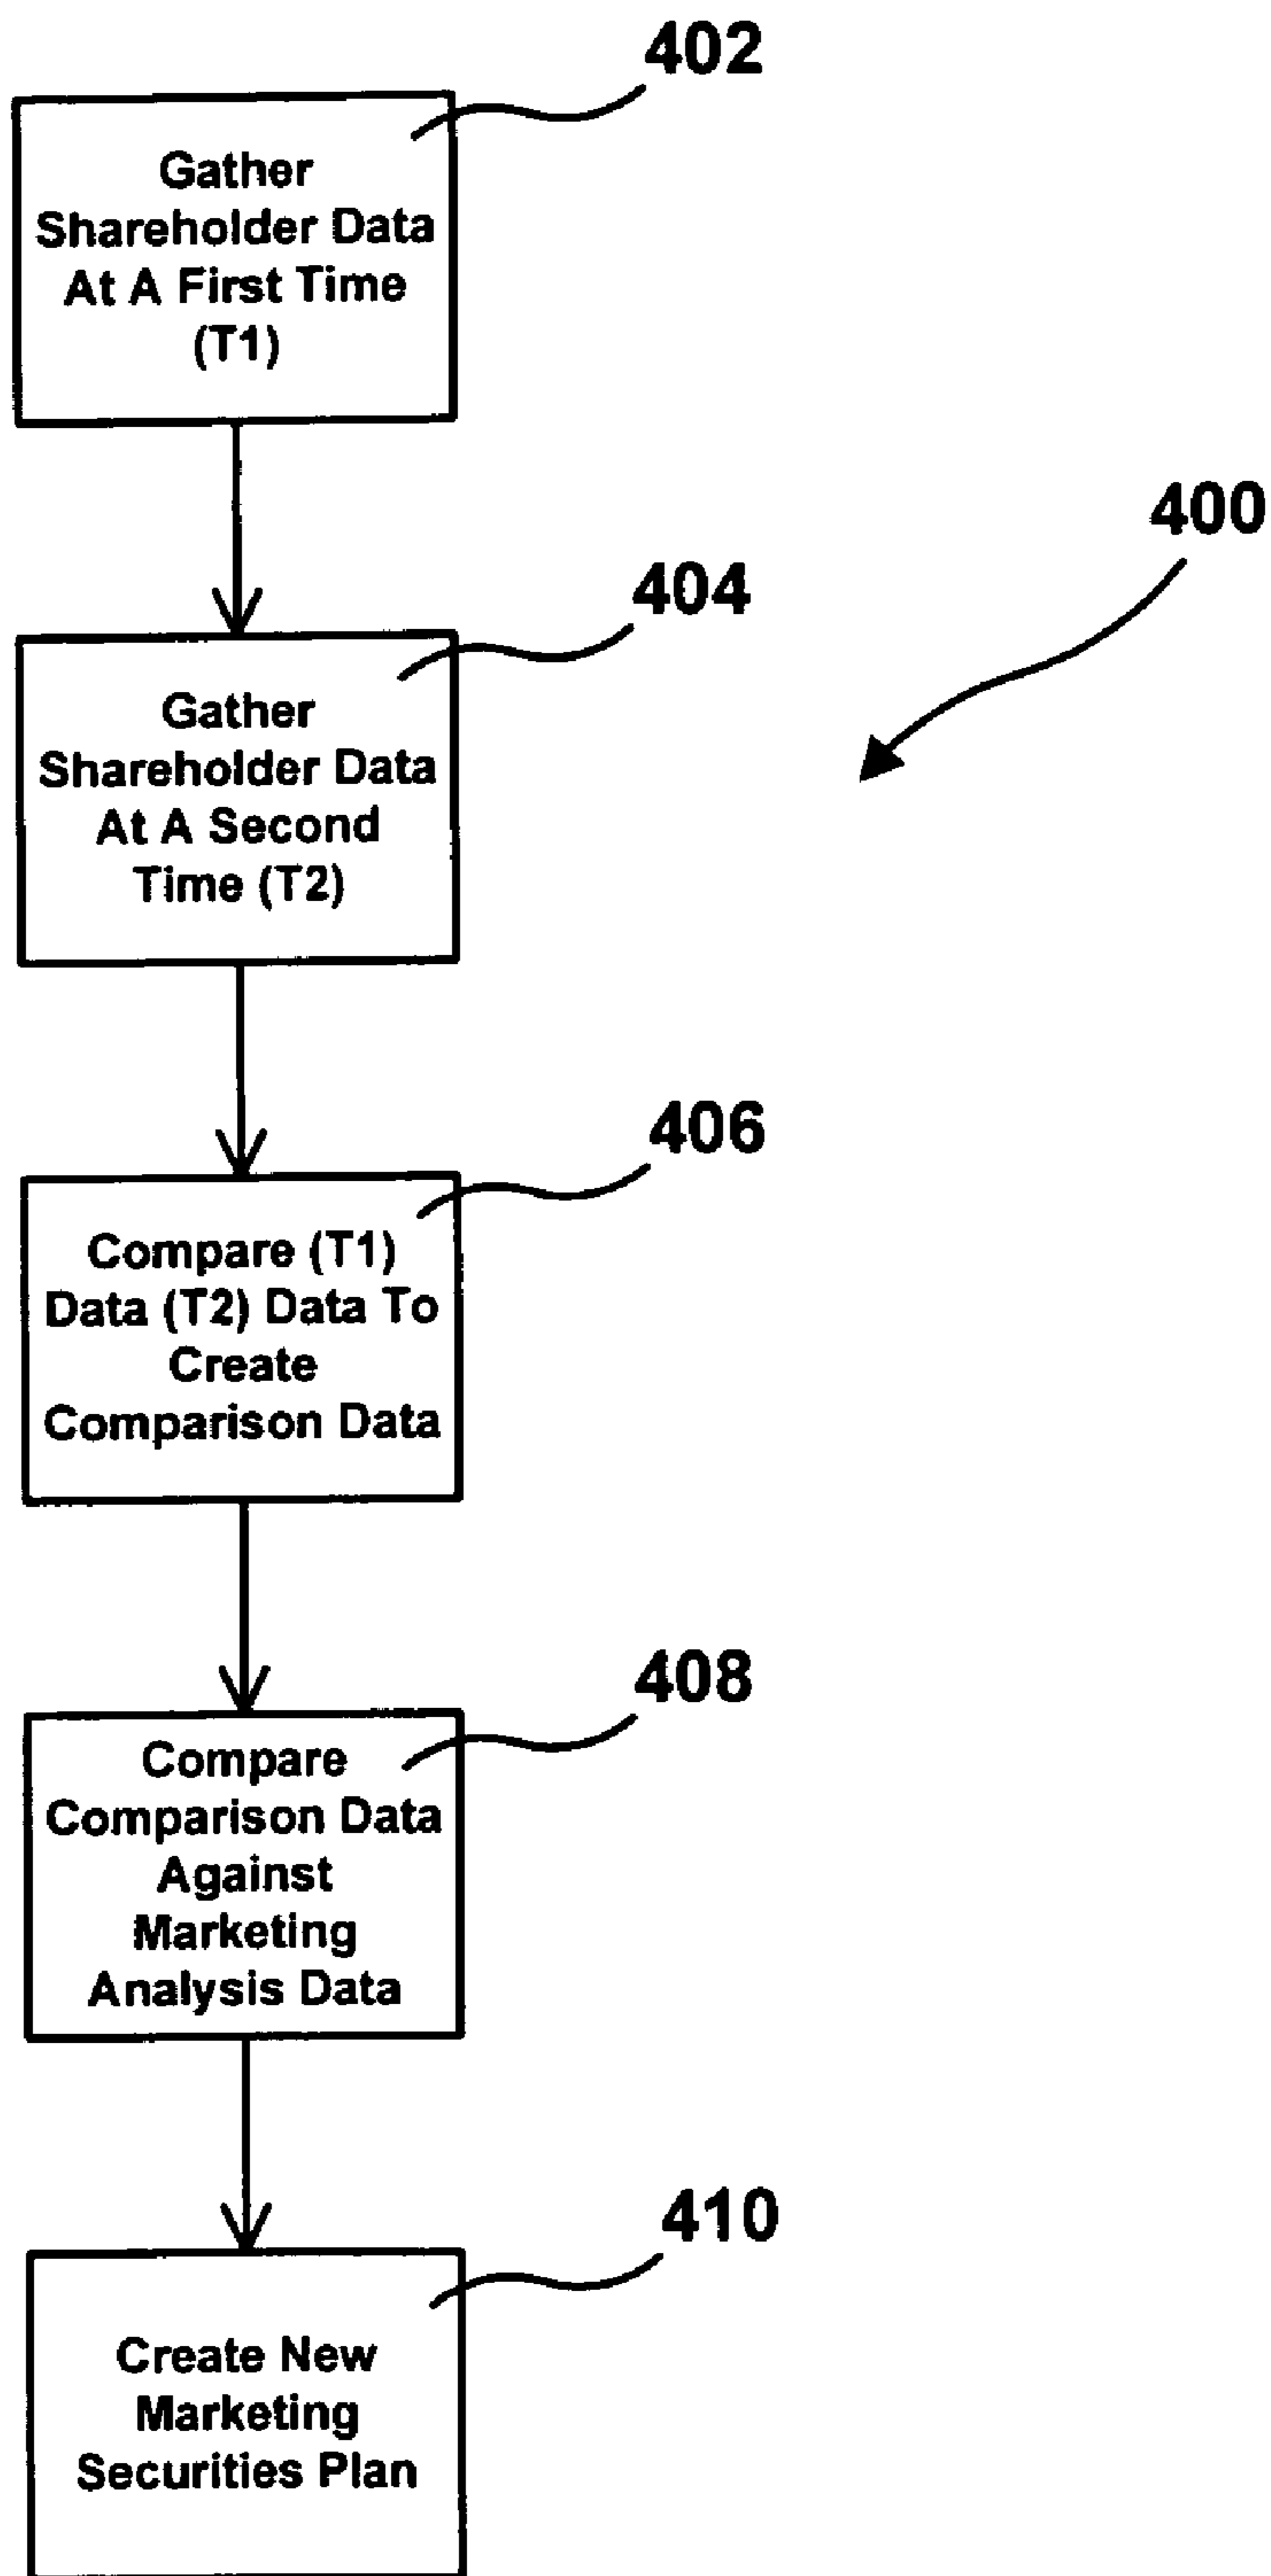 402
Gather
Shareholder Data
At A First Time
(T1)
400
404
Gather
Shareholder Data
At A Second
Time (T2)
406
Compare (T1)
Data (T2) Data To
Create
Comparison Data
408
Compare
Comparison Data
Against
Marketing
Analysis Data
410
Create New
Marketing
Securities Plan